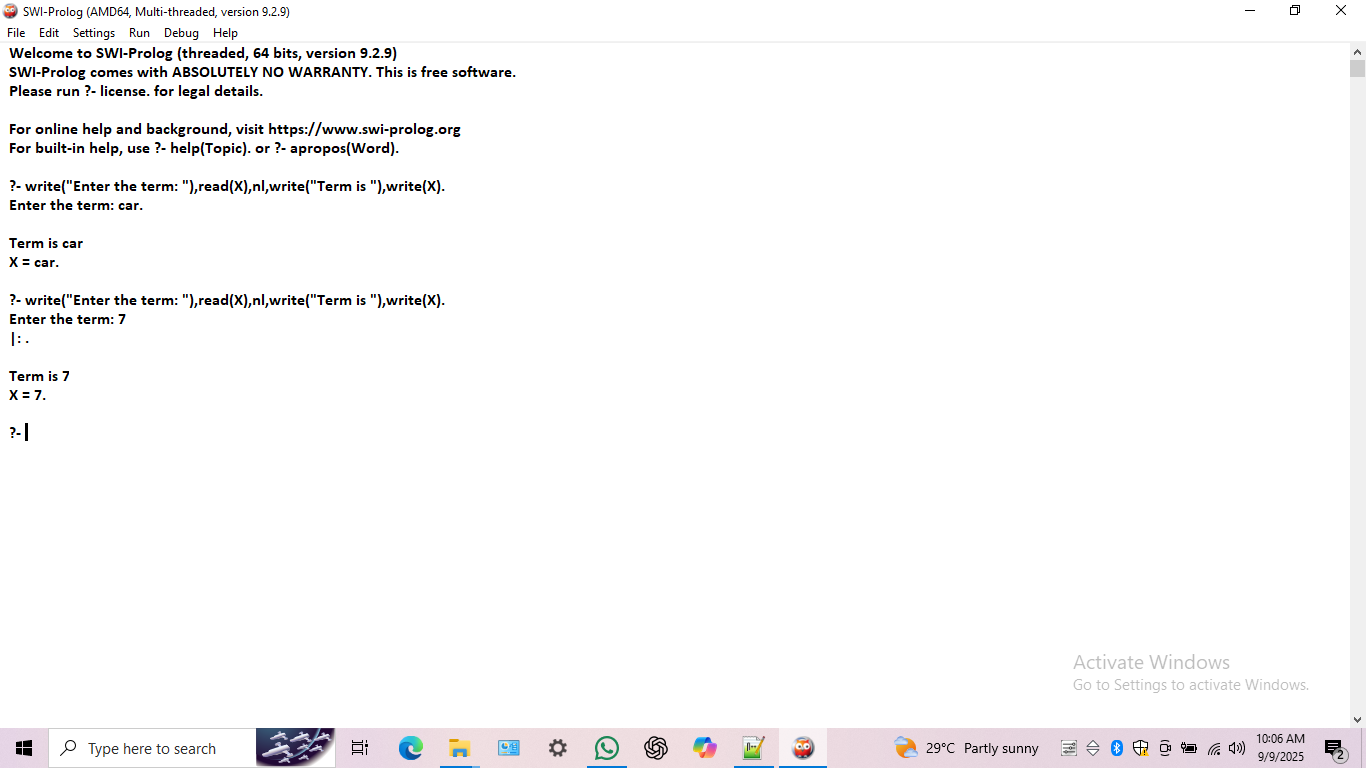 SWI-Prolog (AMD64, Multi-threaded, version 9.2.9)
File Edit Settings Run Debug Help
Welcome to SWI-Prolog (threaded, 64 bits, version 9.2.9)
SWI-Prolog comes with ABSOLUTELY NO WARRANTY. This is free software.
Please run ?- license. for legal details.
For online help and background, visit https://www.swi-prolog.org
For built-in help, use ?- help(Topic). or ?- apropos(Word).
?- write("Enter the term: "),read(X),nl,write("Term is "),write(X).
Enter the term: car.
Term is car
X = car.
?- write("Enter the term: "),read(X),nl,write("Term is "),write(X).
Enter the term: 7
|: .
Term is 7
X = 7.
?-
Activate Windows
Go to Settings to activate Windows.
Type here to search
29°C Partly sunny
10:06 AM
9/9/2025
2